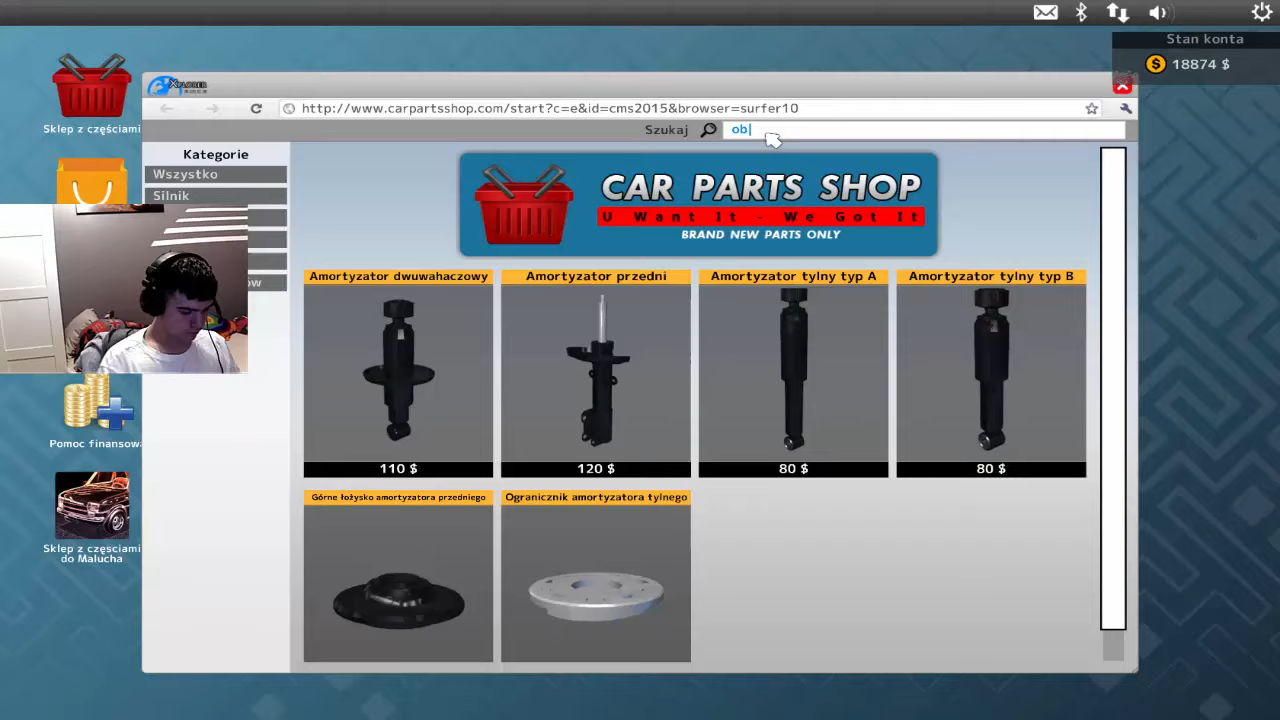 Stan konta
18874 $
Sklep z częściami
http://www.carpartsshop.com/start?c=e&id=cms2015&browser=surfer10
Szukaj
ob
Kategorie
Wszystko
Silnik
CAR PARTS SHOP
U Want It - We Got It
BRAND NEW PARTS ONLY
Amortyzator dwuwahaczowy
Amortyzator przedni
Amortyzator tylny typ A
Amortyzator tylny typ B
110 $
120 $
80 $
80 $
Górne łożysko amortyzatora przedniego
Ogranicznik amortyzatora tylnego
Pomoc finansowa
Sklep z częsciami
do Malucha